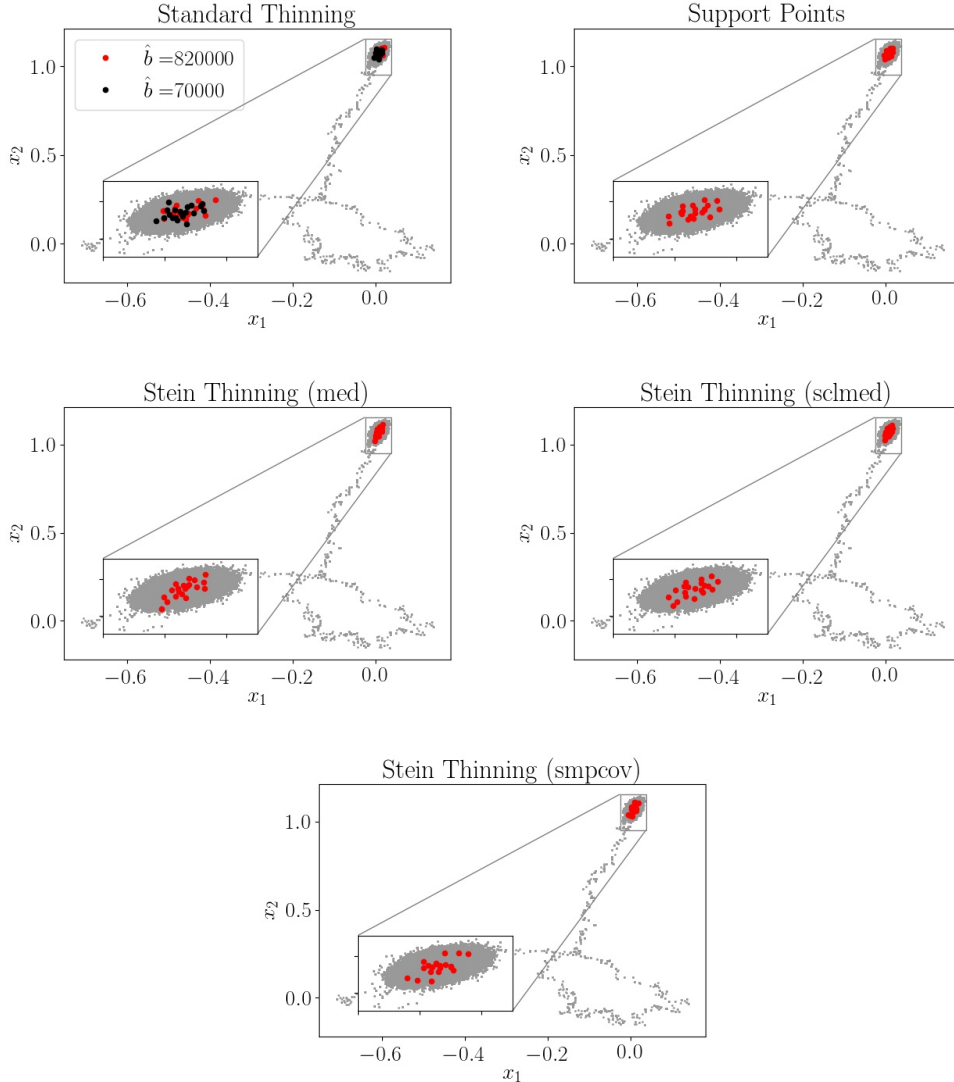 Standard Thinning
b̂ =820000
b̂ =70000
1.0
0.5
0.0
x₂
−0.6 −0.4 −0.2 0.0
x₁
Support Points
1.0
0.5
0.0
x₂
−0.6 −0.4 −0.2 0.0
x₁
Stein Thinning (med)
1.0
0.5
0.0
x₂
−0.6 −0.4 −0.2 0.0
x₁
Stein Thinning (sclmed)
1.0
0.5
0.0
x₂
−0.6 −0.4 −0.2 0.0
x₁
Stein Thinning (smpcov)
1.0
0.5
0.0
x₂
−0.6 −0.4 −0.2 0.0
x₁